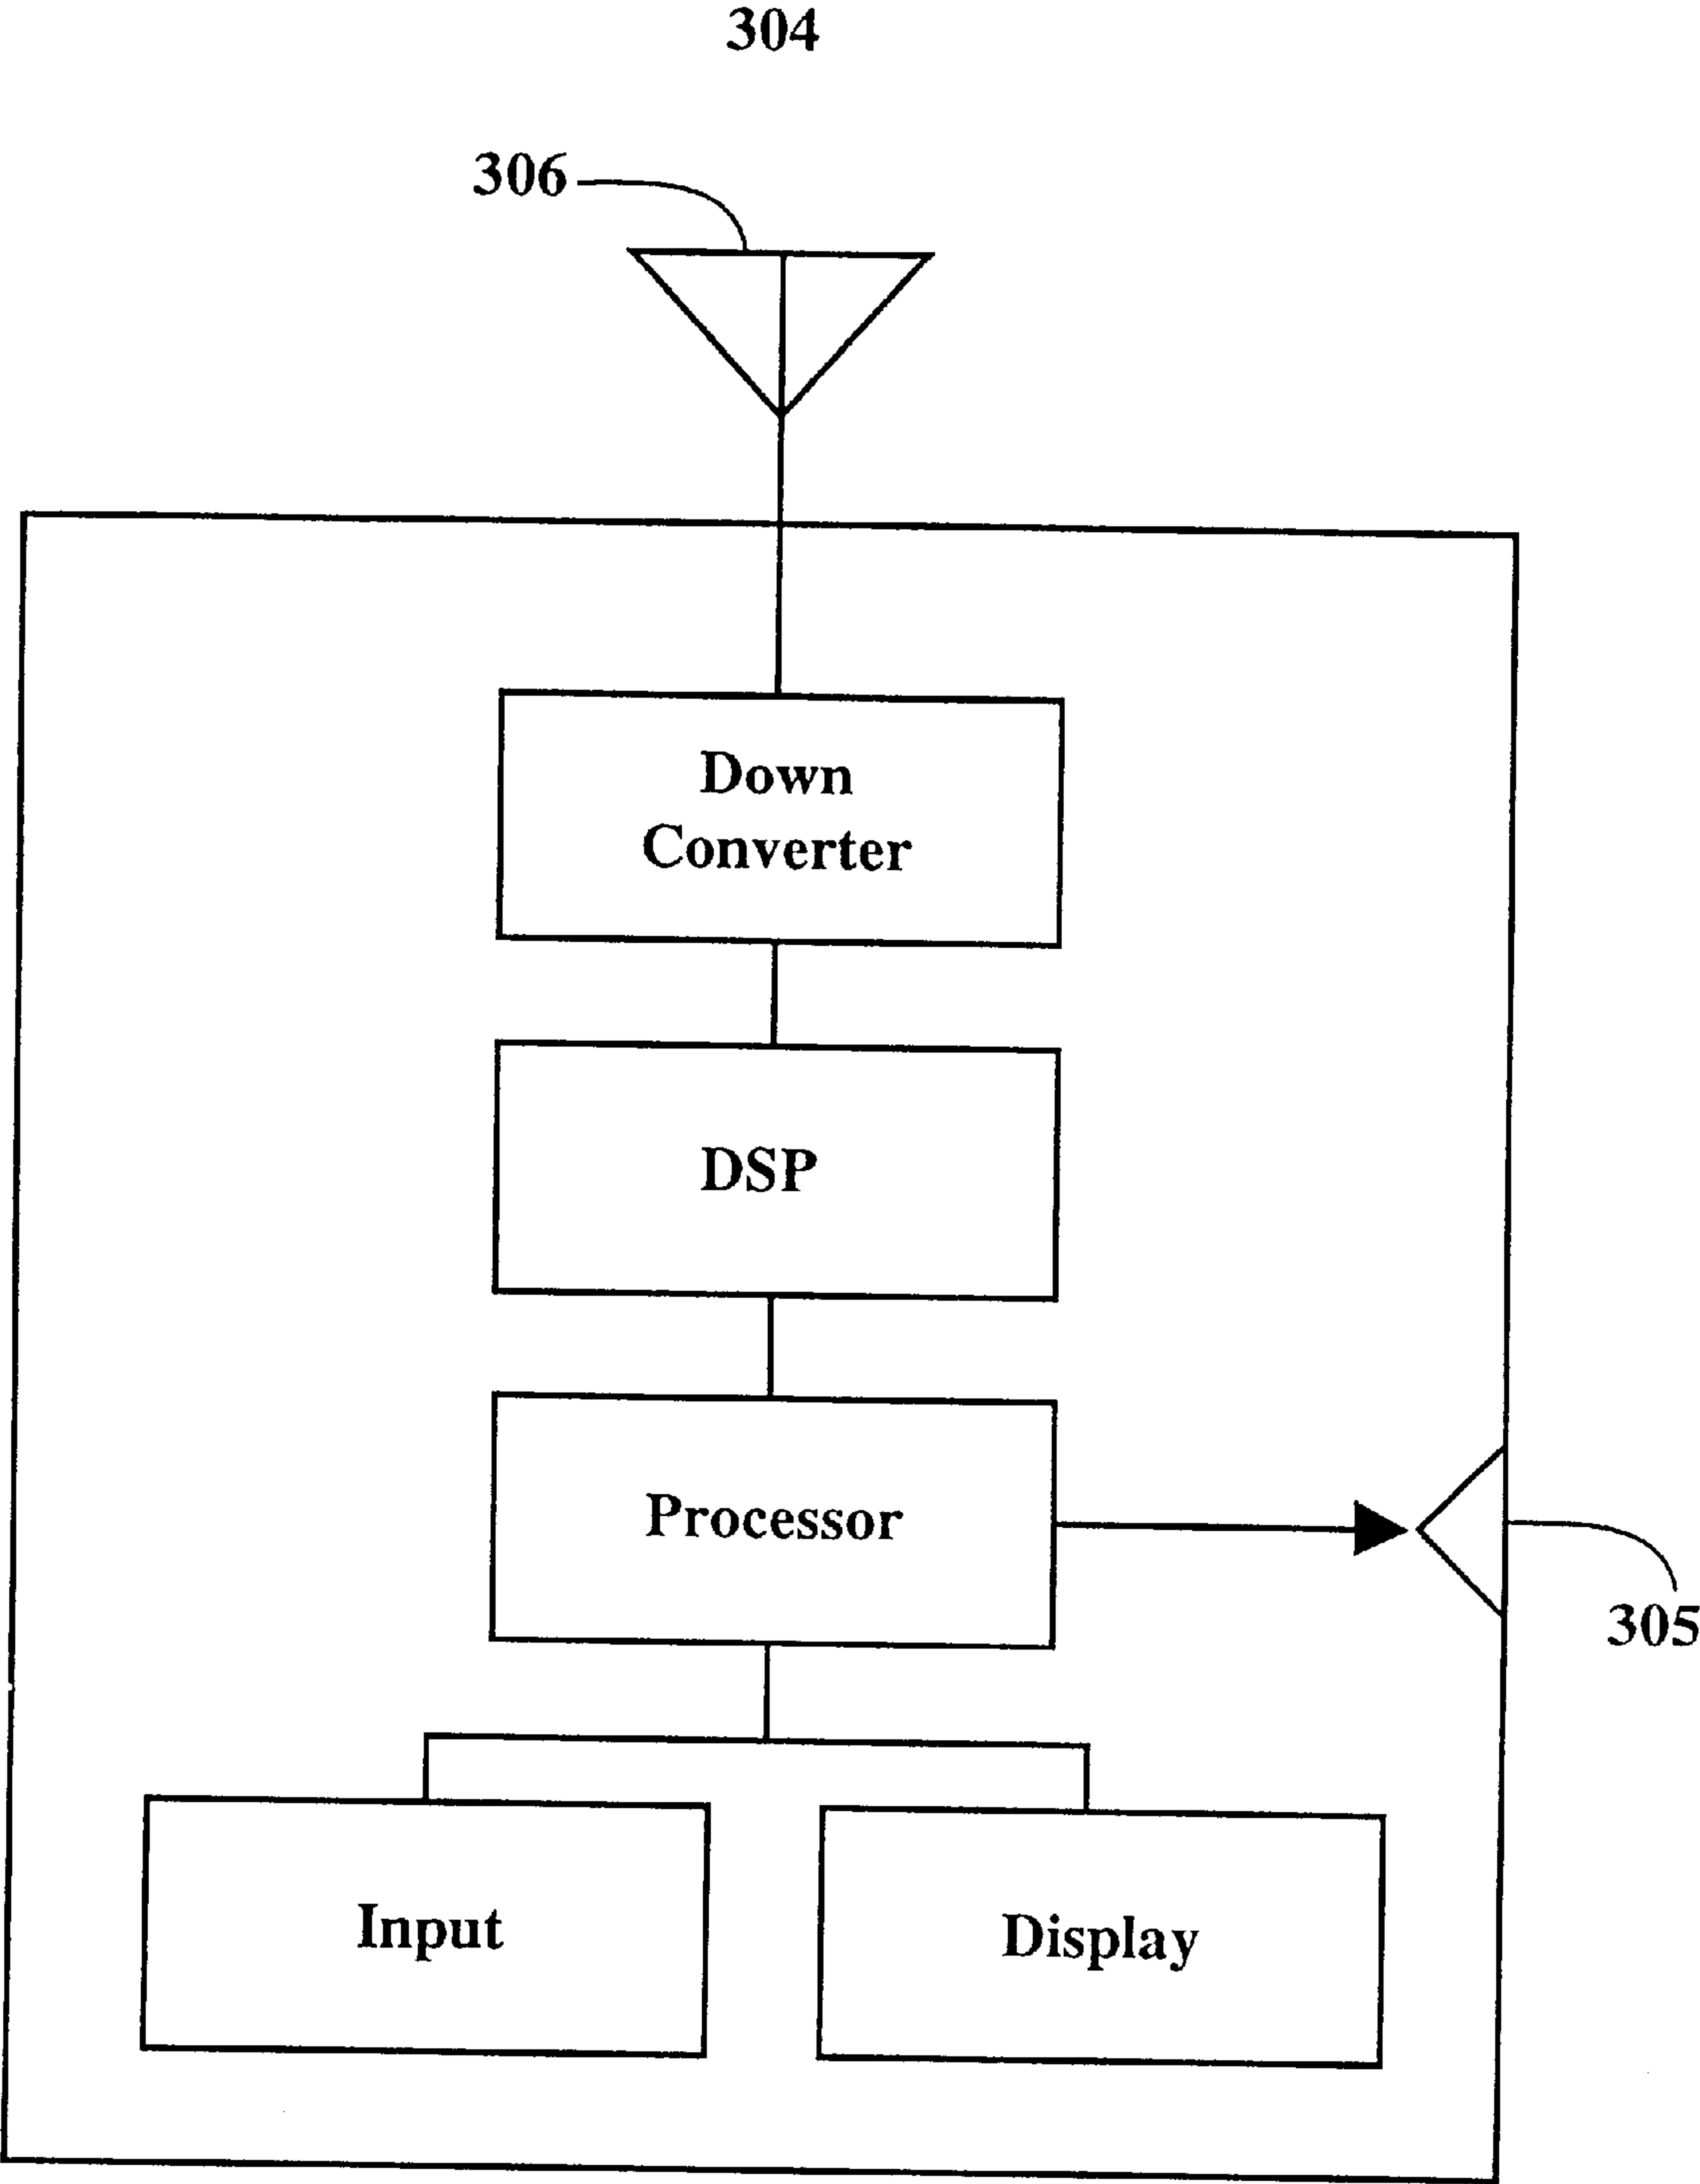 304
306
Down
Converter
DSP
Processor
305
Input
Display